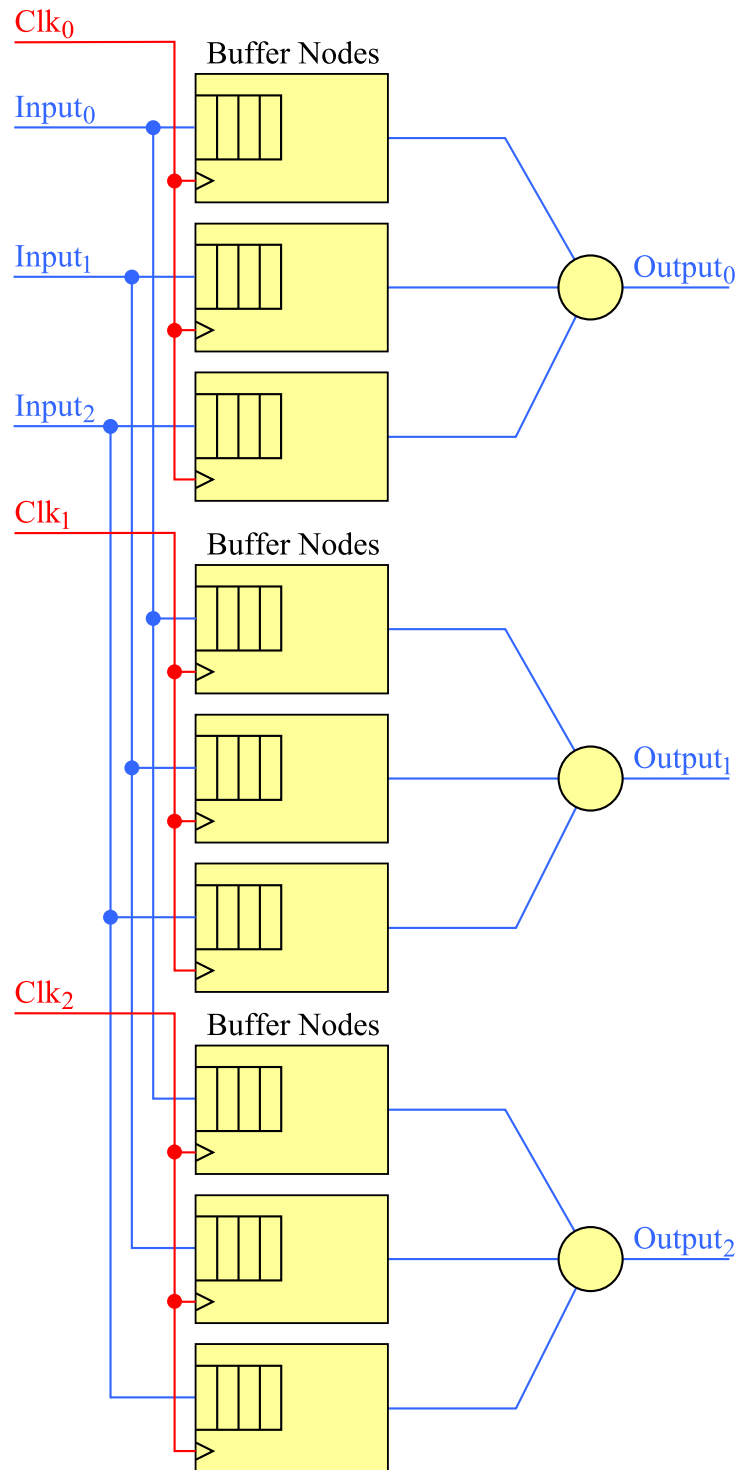 Clk₀
Buffer Nodes
Input₀
Input₁
Output₀
Input₂
Clk₁
Buffer Nodes
Output₁
Clk₂
Buffer Nodes
Output₂